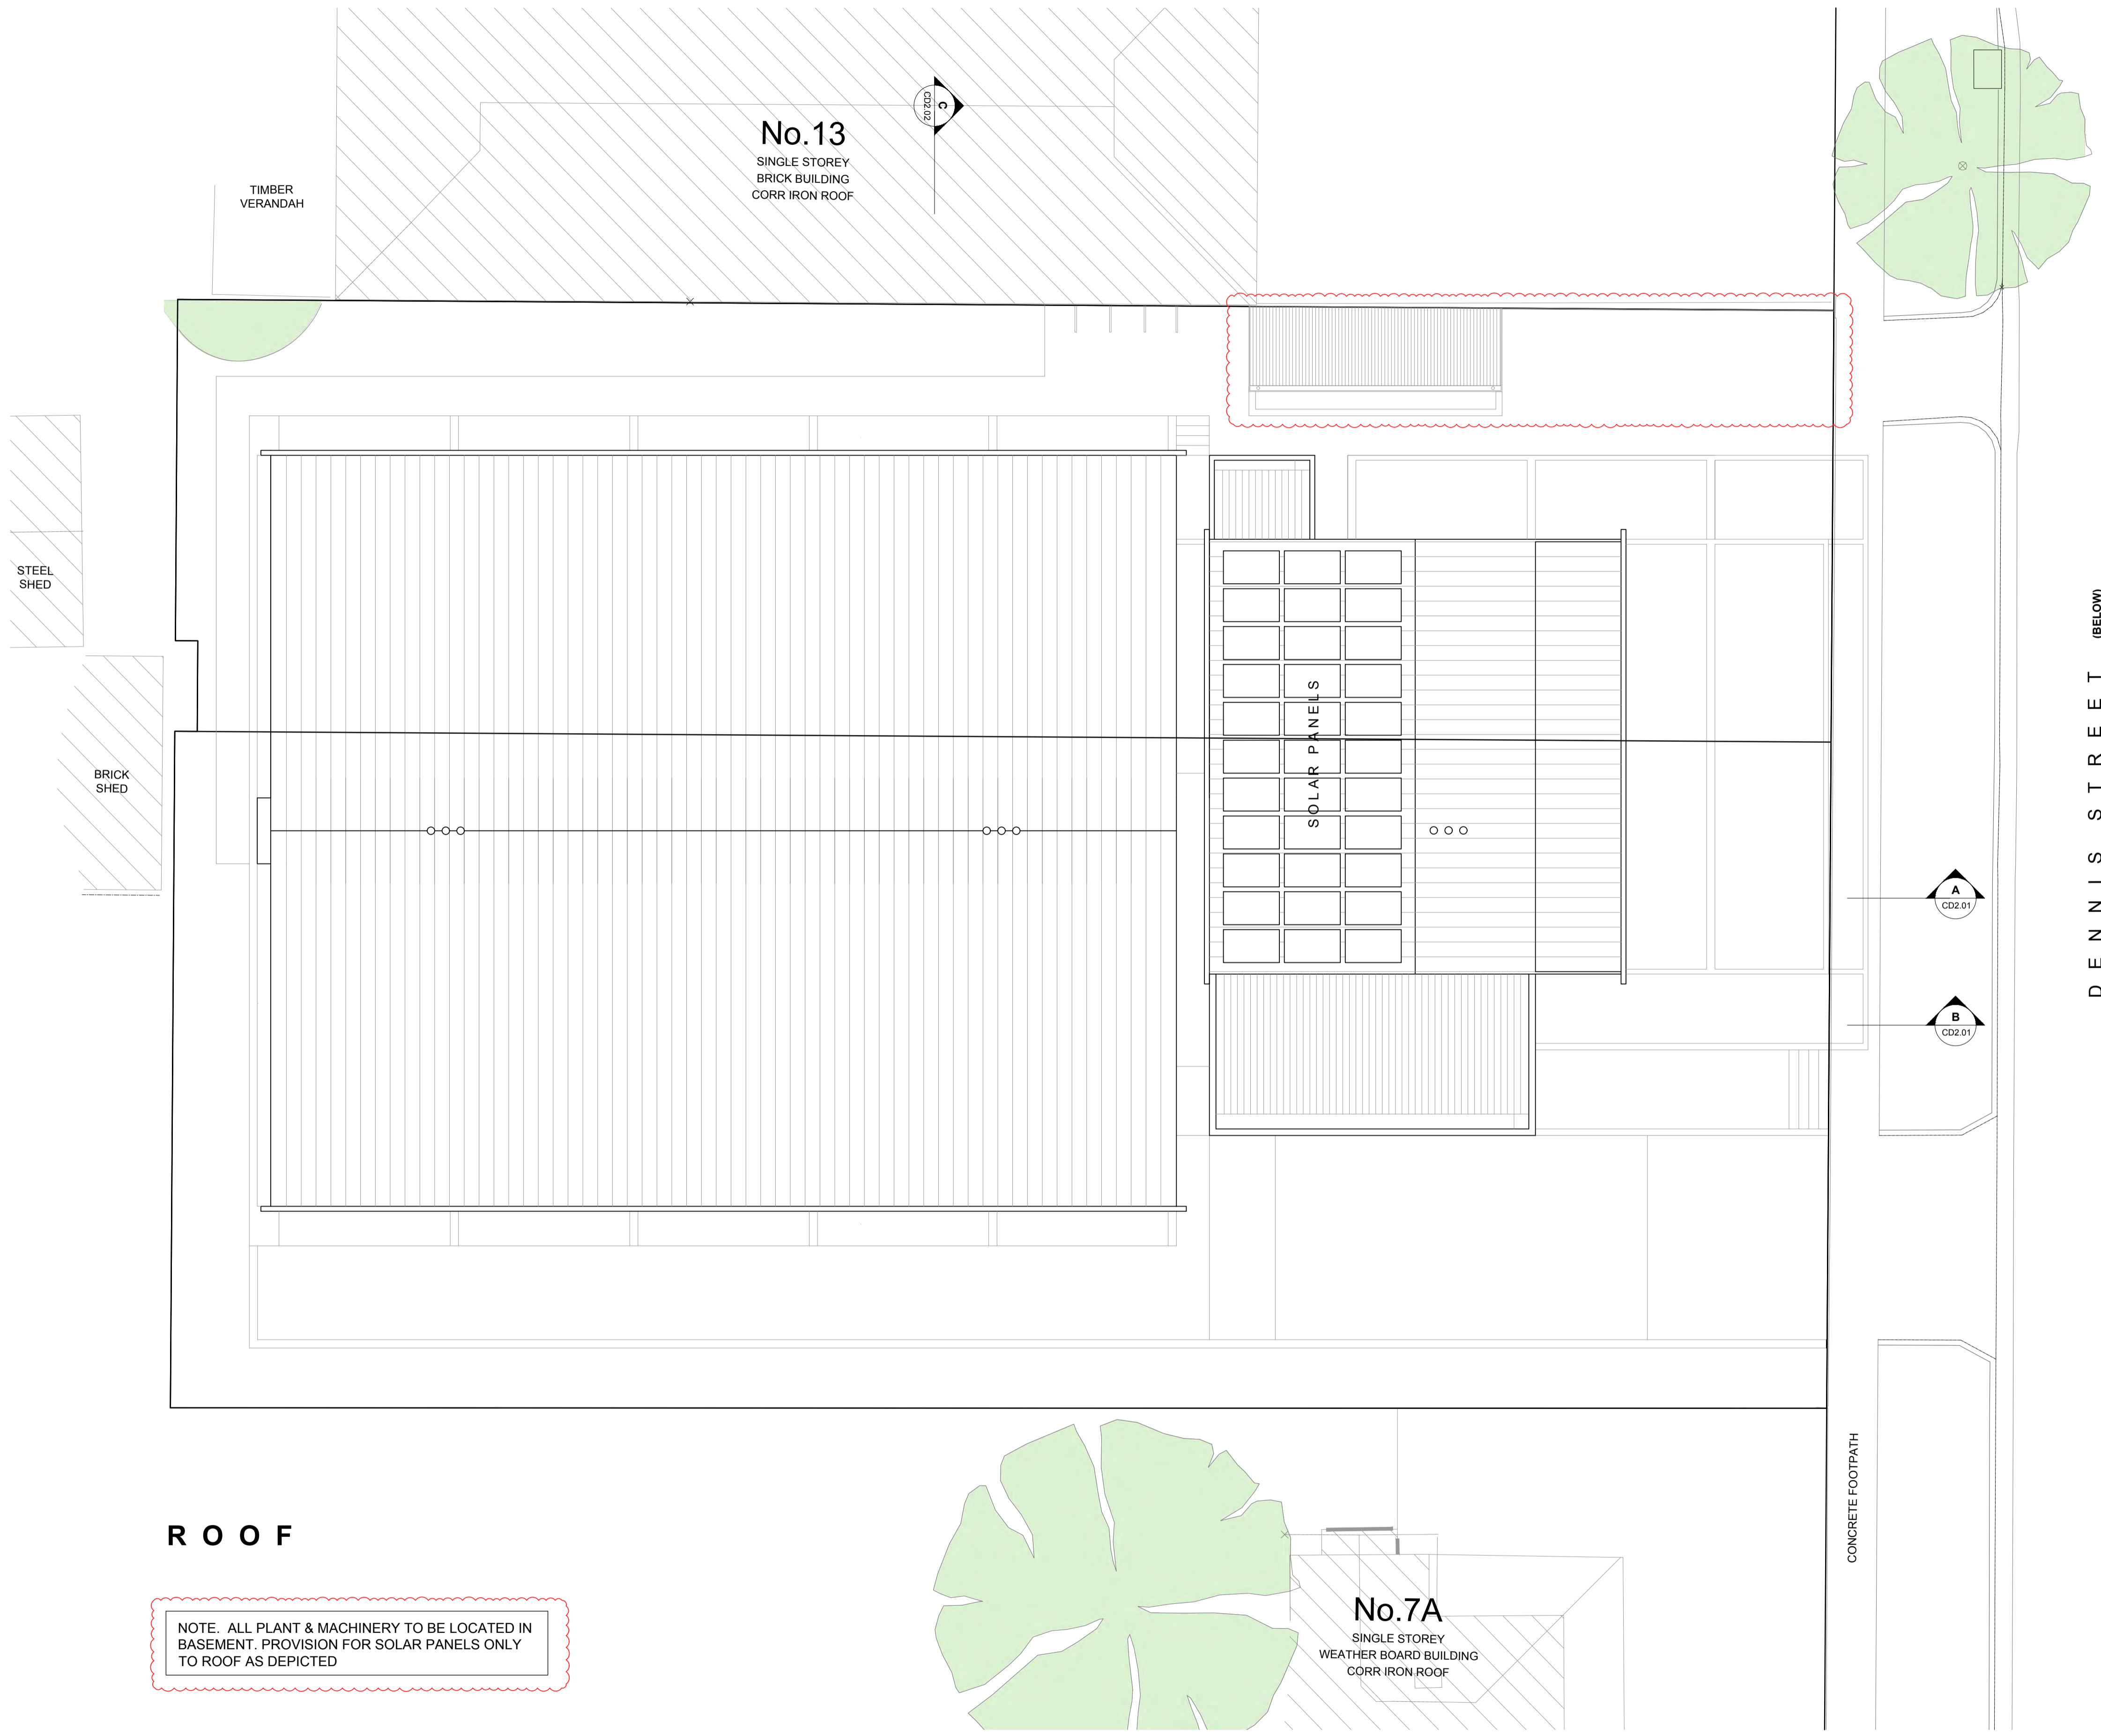 C
CD2.02
No.13
SINGLE STOREY
BRICK BUILDING
CORR IRON ROOF
TIMBER
VERANDAH
STEEL
SHED
BRICK
SHED
SOLAR PANELS
(BELOW)
DENNIS STREET
A
CD2.01
B
CD2.01
CONCRETE FOOTPATH
ROOF
NOTE. ALL PLANT & MACHINERY TO BE LOCATED IN
BASEMENT. PROVISION FOR SOLAR PANELS ONLY
TO ROOF AS DEPICTED
No.7A
SINGLE STOREY
WEATHER BOARD BUILDING
CORR IRON ROOF